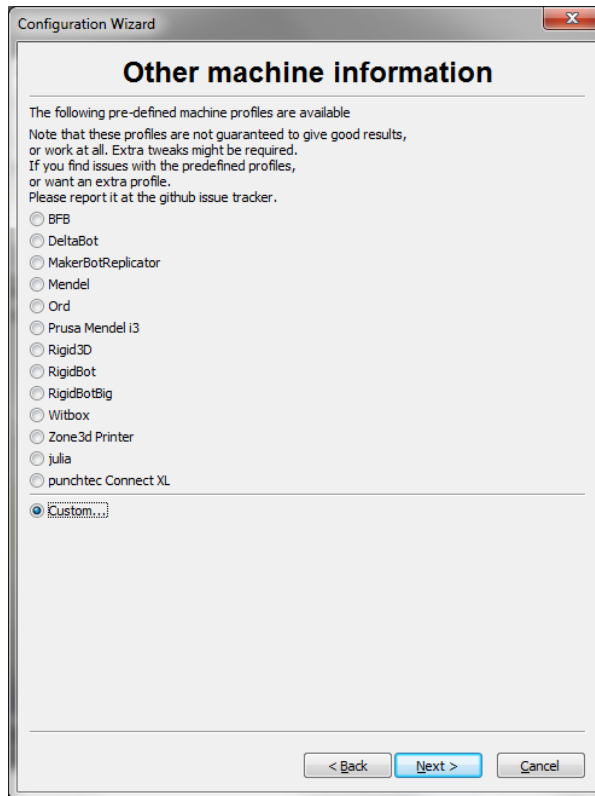 Configuration Wizard
Other machine information
The following pre-defined machine profiles are available
Note that these profiles are not guaranteed to give good results,
or work at all. Extra tweaks might be required.
If you find issues with the predefined profiles,
or want an extra profile.
Please report it at the github issue tracker.
BFB
DeltaBot
MakerBotReplicator
Mendel
Ord
Prusa Mendel i3
Rigid3D
RigidBot
RigidBotBig
Witbox
Zone3d Printer
julia
punchtec Connect XL
Custom...
< Back Next > Cancel